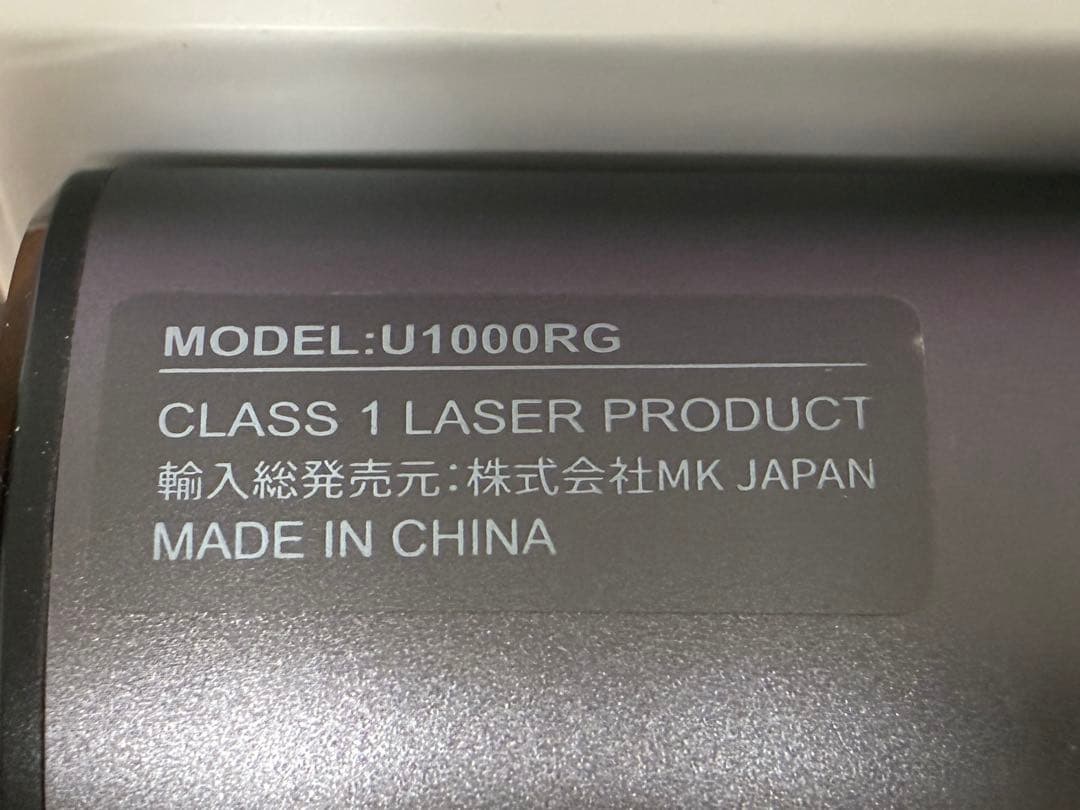 MODEL:U1000RG
CLASS 1 LASER PRODUCT
輸入総発売元:株式会社MK JAPAN
MADE IN CHINA